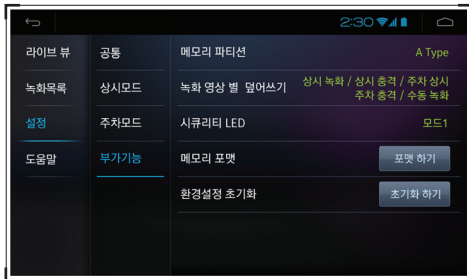 2:30
라이브 뷰
공통
메모리 파티션
A Type
녹화목록
상시모드
녹화 영상 별 덮어쓰기
상시 녹화 / 상시 충격 / 주차 상시
주차 충격 / 수동 녹화
설정
주차모드
시큐리티 LED
모드1
도움말
부가기능
메모리 포맷
포맷 하기
환경설정 초기화
초기화 하기